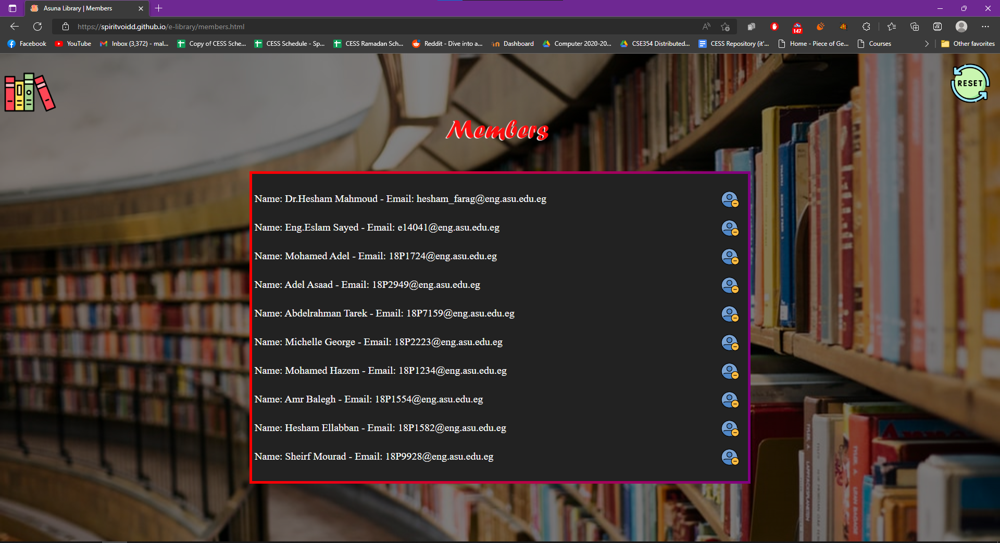 Asuna Library | Members
https://spiritvoidd.github.io/e-library/members.html
147
Facebook
YouTube
Inbox (3,372) - mal...
Copy of CESS Sche...
CESS Schedule - Sp...
CESS Ramadan Sch...
Reddit - Dive into a...
Dashboard
Computer 2020-20...
CSE354 Distributed...
CESS Repository (it'...
Home - Piece of Ge...
Courses
Other favorites
RESET
Members
Name: Dr.Hesham Mahmoud - Email: hesham_farag@eng.asu.edu.eg
Name: Eng.Eslam Sayed - Email: e14041@eng.asu.edu.eg
Name: Mohamed Adel - Email: 18P1724@eng.asu.edu.eg
Name: Adel Asaad - Email: 18P2949@eng.asu.edu.eg
Name: Abdelrahman Tarek - Email: 18P7159@eng.asu.edu.eg
Name: Michelle George - Email: 18P2223@eng.asu.edu.eg
Name: Mohamed Hazem - Email: 18P1234@eng.asu.edu.eg
Name: Amr Balegh - Email: 18P1554@eng.asu.edu.eg
Name: Hesham Ellabban - Email: 18P1582@eng.asu.edu.eg
Name: Sheirf Mourad - Email: 18P9928@eng.asu.edu.eg